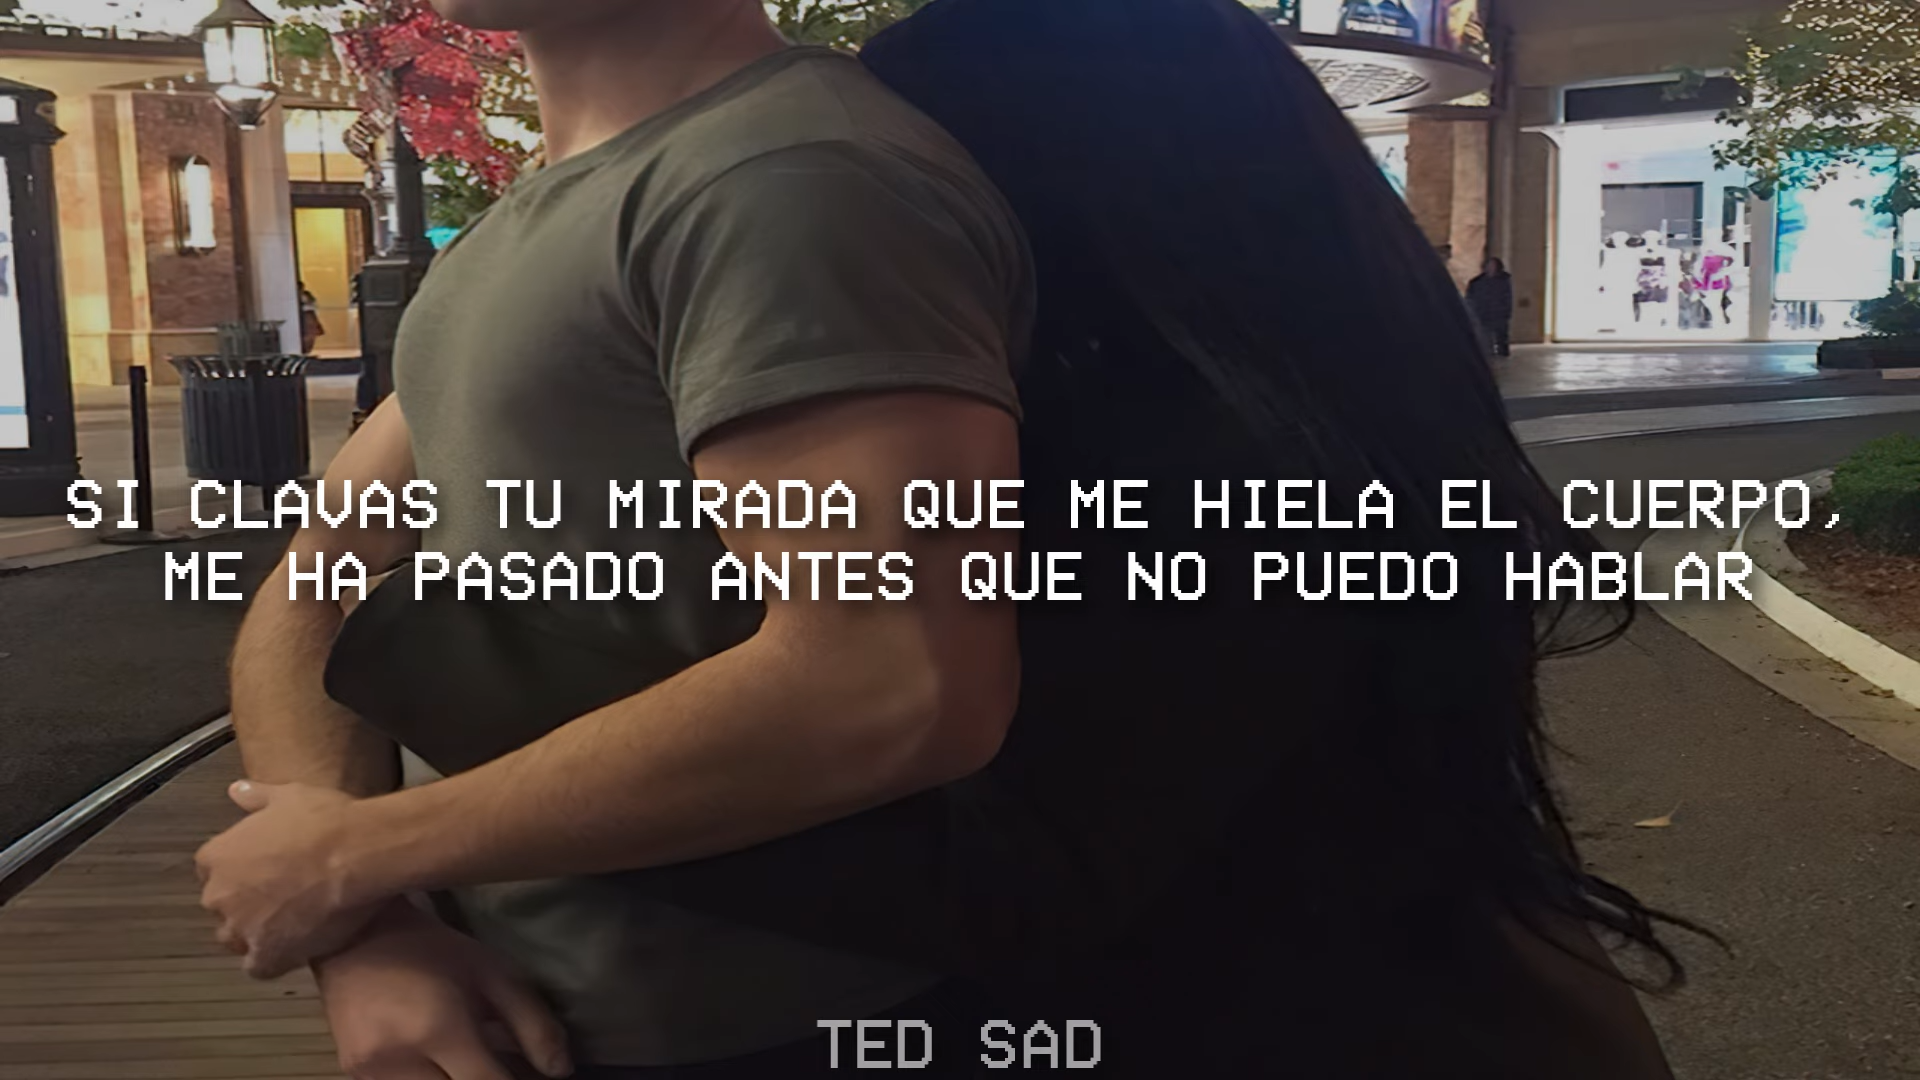 SI CLAVAS TU MIRADA QUE ME HIELA EL CUERPO,
ME HA PASADO ANTES QUE NO PUEDO HABLAR
TED SAD